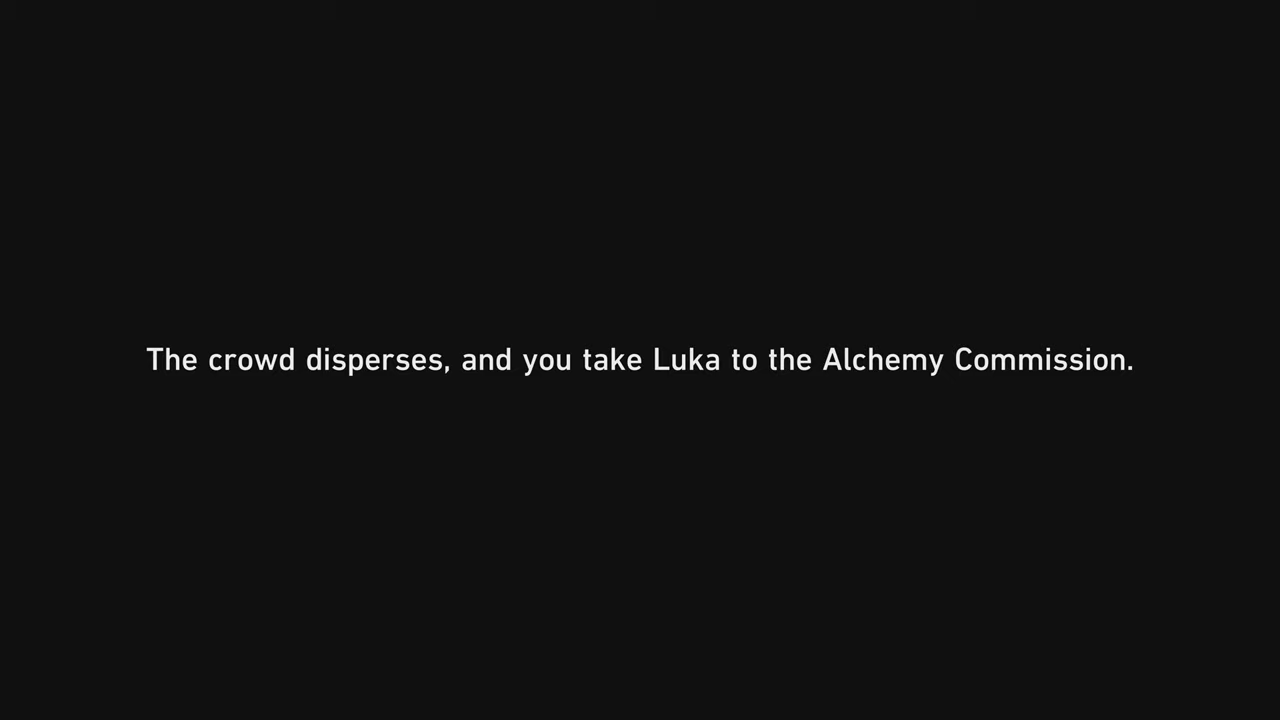 The crowd disperses, and you take Luka to the Alchemy Commission.